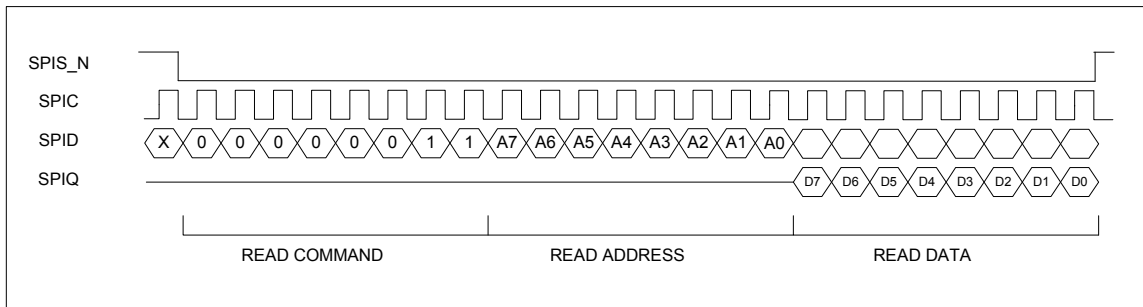 SPIS_N
SPIC
SPID X 0 0 0 0 0 0 1 1 A7 A6 A5 A4 A3 A2 A1 A0
SPIQ D7 D6 D5 D4 D3 D2 D1 D0
READ COMMAND READ ADDRESS READ DATA